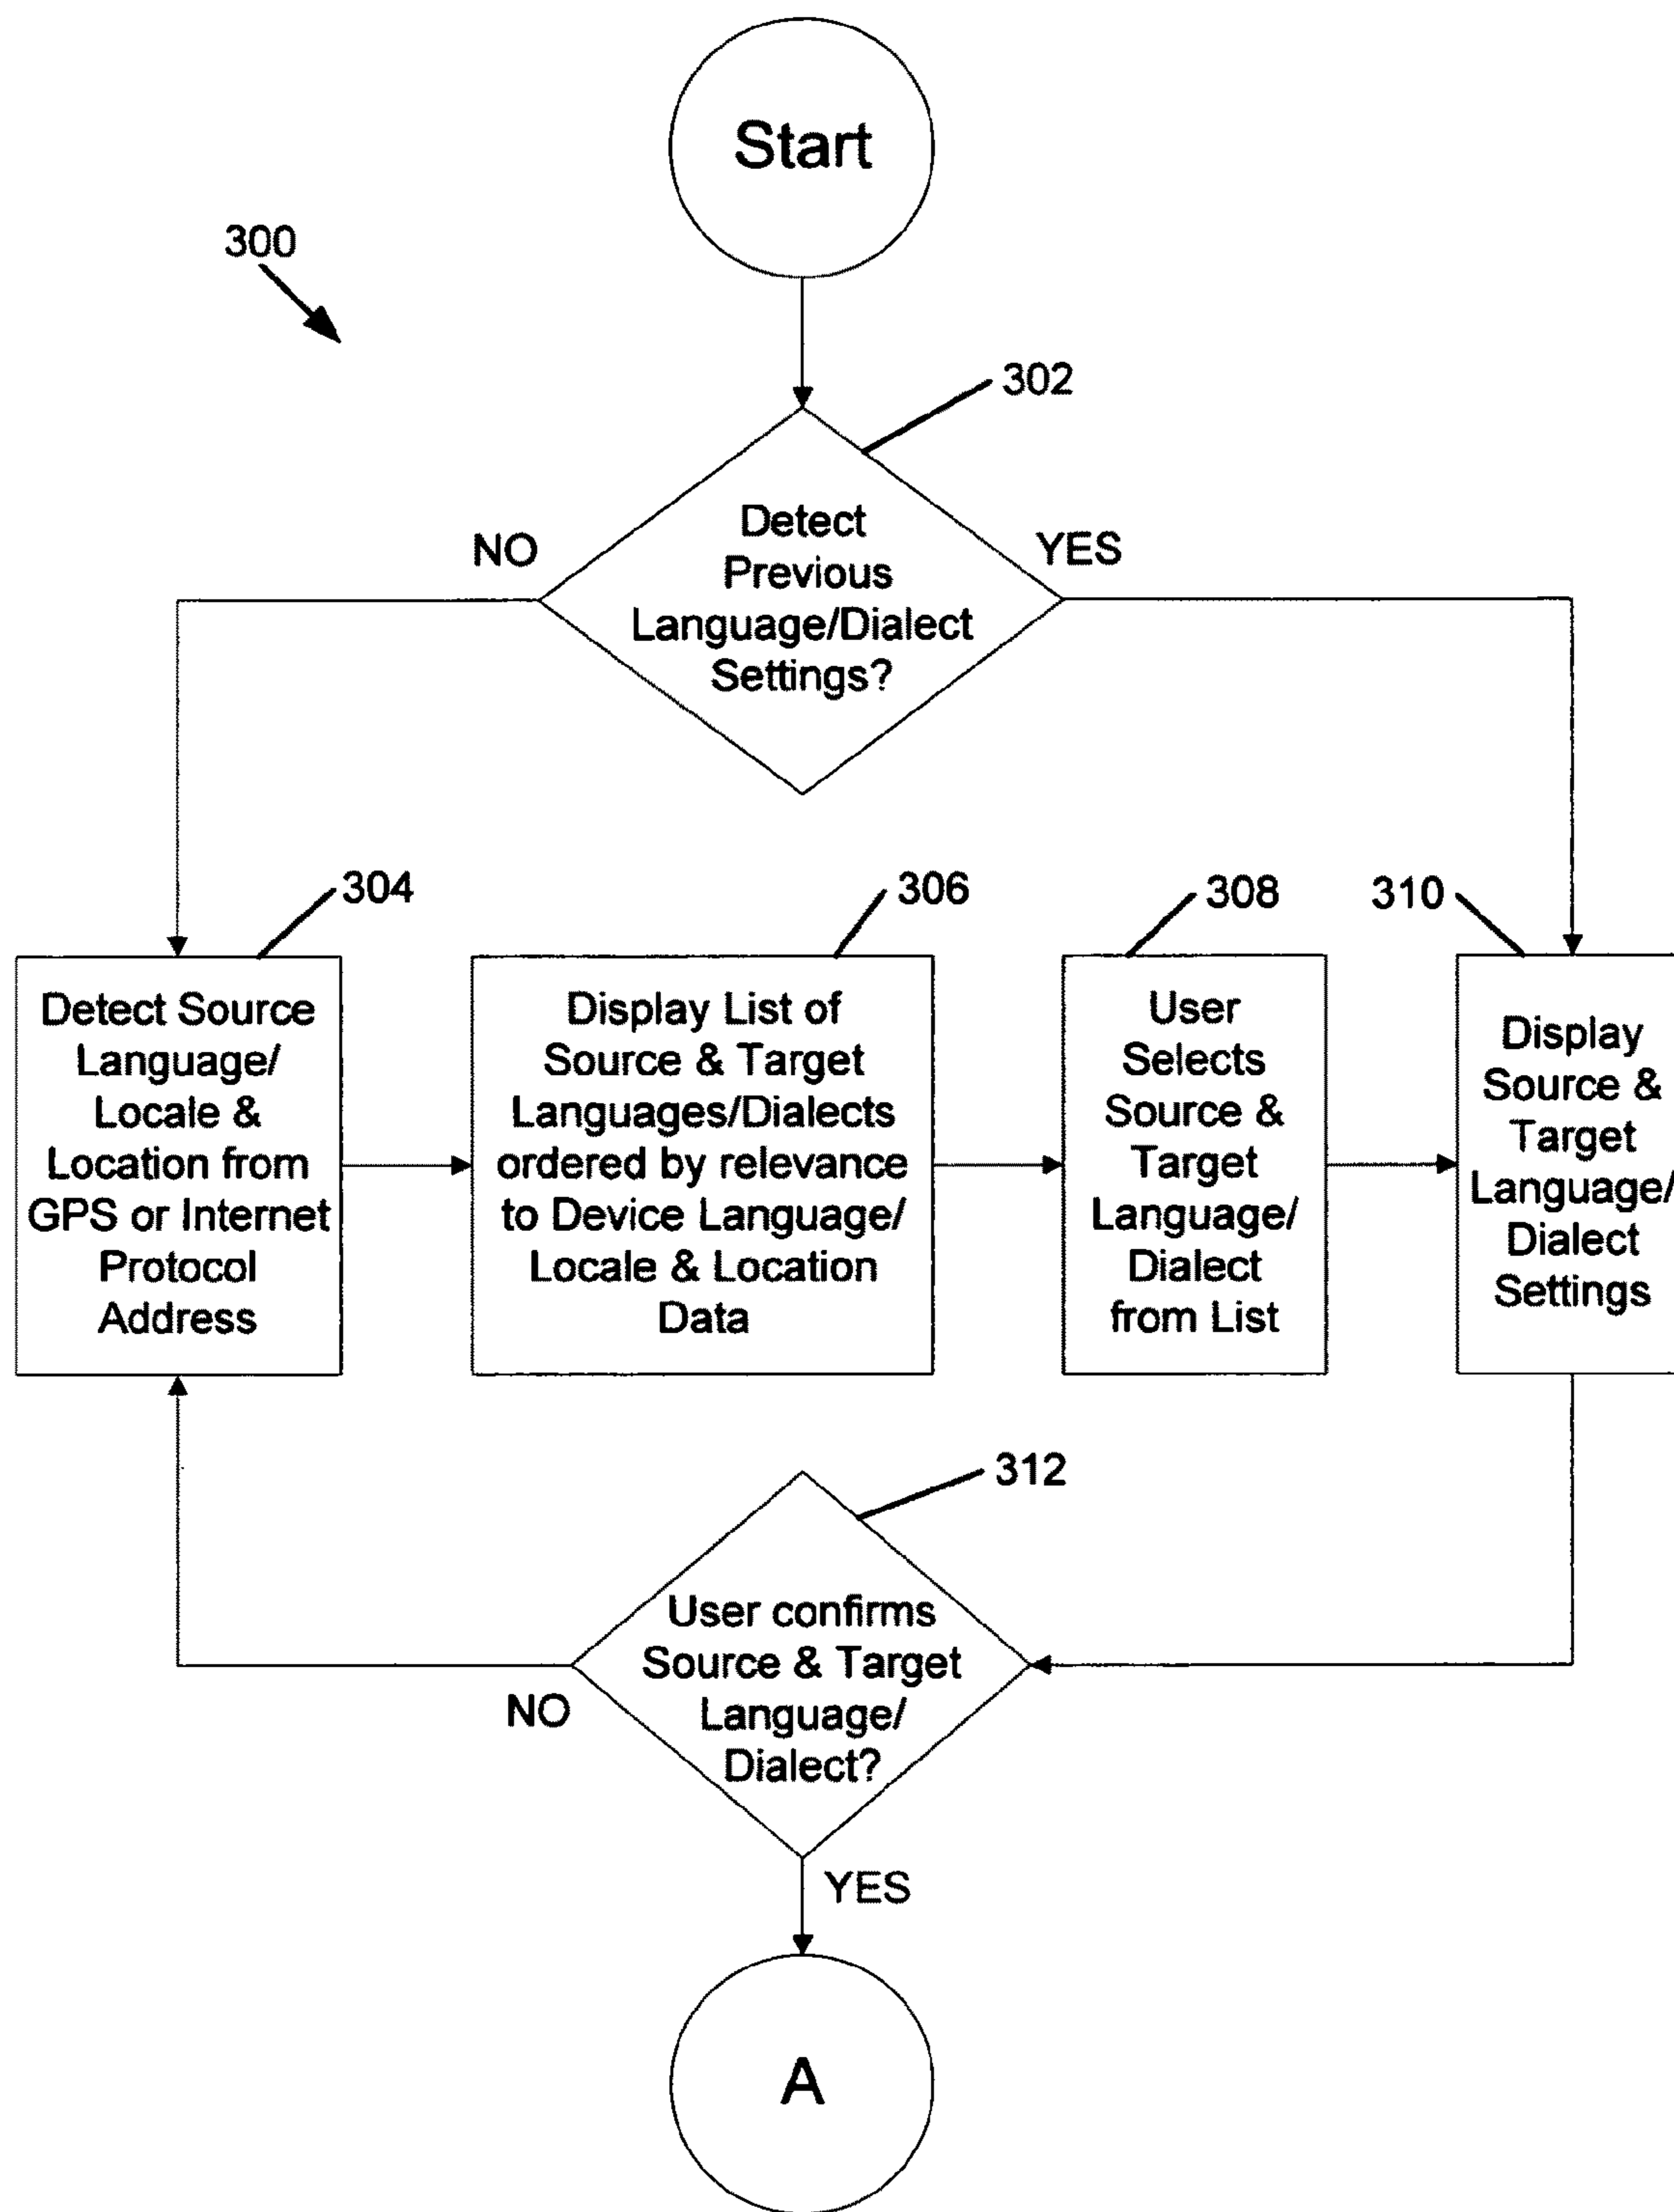 Start
300
302
Detect
Previous
Language/Dialect
Settings?
NO
YES
304
306
308
310
Detect Source
Language/
Locale &
Location from
GPS or Internet
Protocol
Address
Display List of
Source & Target
Languages/Dialects
ordered by relevance
to Device Language/
Locale & Location
Data
User
Selects
Source &
Target
Language/
Dialect
from List
Display
Source &
Target
Language/
Dialect
Settings
312
User confirms
Source & Target
Language/
Dialect?
NO
YES
A